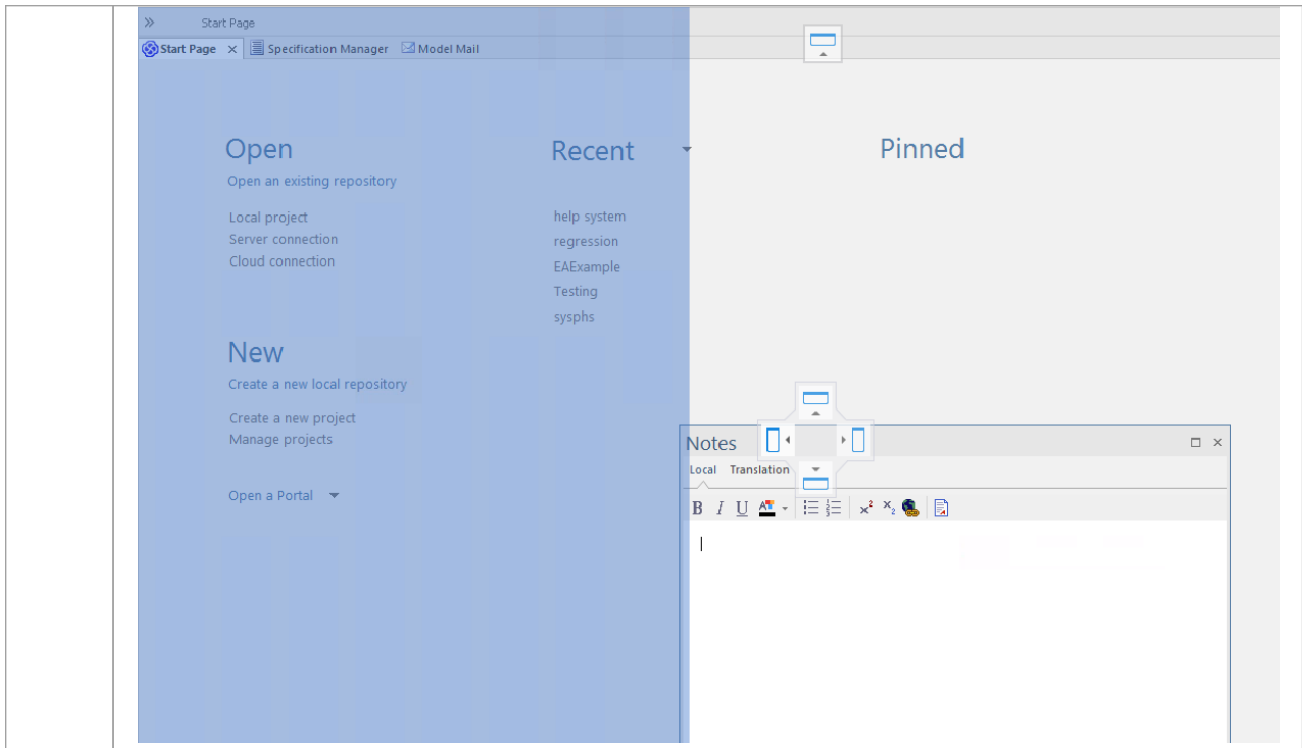 Start Page
Start Page Specification Manager Model Mail
Open
Open an existing repository
Local project
Server connection
Cloud connection
New
Create a new local repository
Create a new project
Manage projects
Open a Portal
Recent
help system
regression
EAExample
Testing
sysphs
Pinned
Notes
Local Translation
B I U A x² x₂